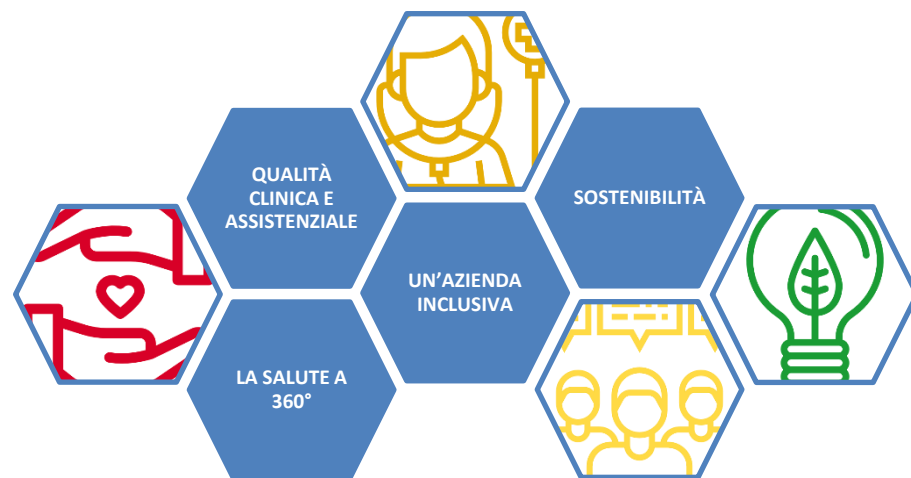 QUALITÀ
CLINICA E
ASSISTENZIALE
SOSTENIBILITÀ
UN’AZIENDA
INCLUSIVA
LA SALUTE A
360°